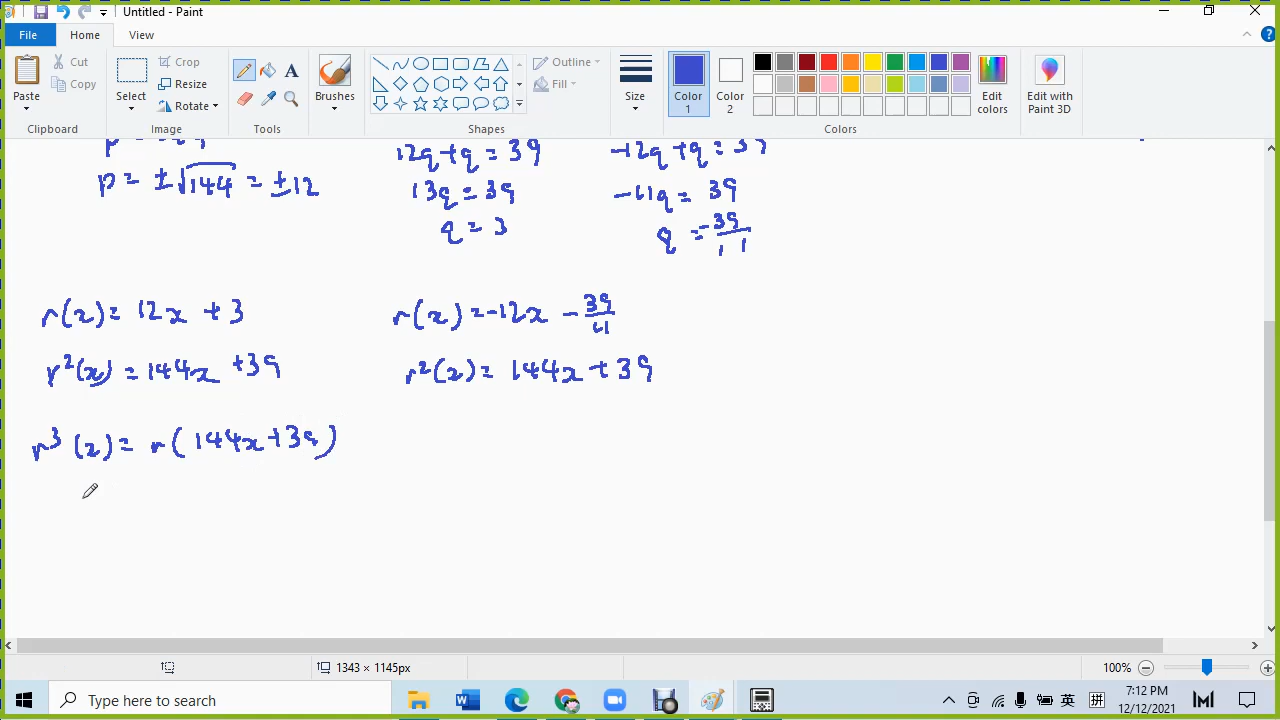 Untitled - Paint
File
Home
View
Paste
Cut
Copy
Clipboard
Select
Crop
Resize
Rotate
Image
A
Tools
Brushes
Outline
Fill
Shapes
Size
Color 1
Color 2
Edit colors
Edit with Paint 3D
Colors
12q+q = 39
-12q+q = 39
p = ±√144 = ±12
13q = 39
-11q = 39
q = 3
q = -39/11
r(x) = 12x + 3
r(x) = -12x - 39/11
r²(x) = 144x + 39
r²(x) = 144x + 39
r³(x) = r(144x+39)
1343 × 1145px
100%
Type here to search
英
拼
7:12 PM
12/12/2021